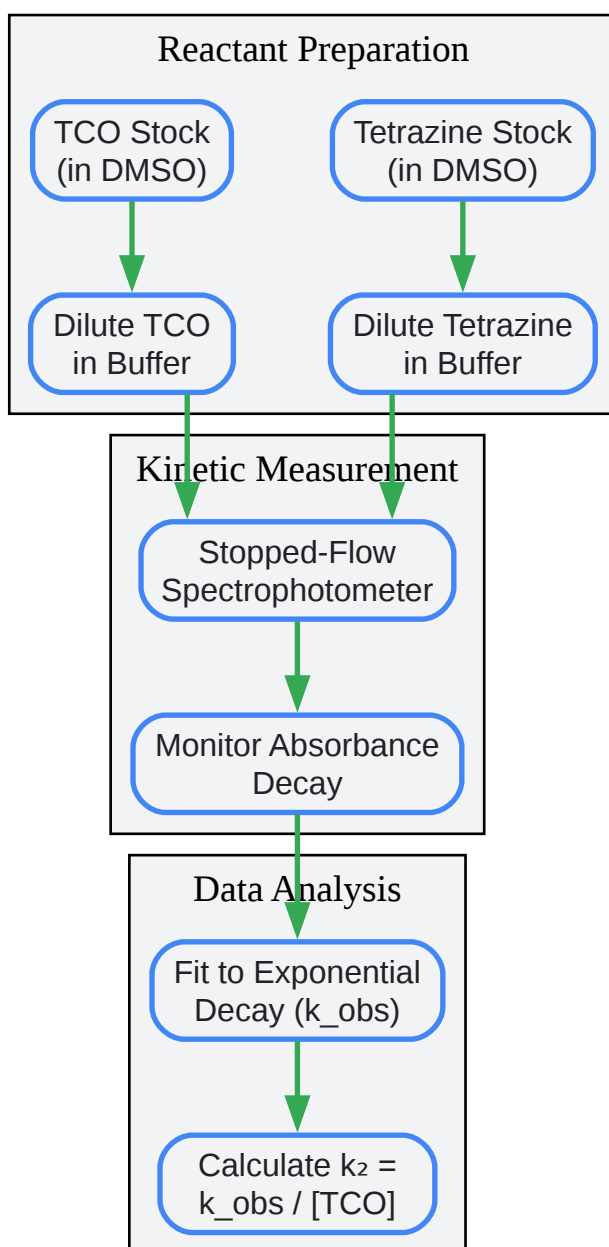 Reactant Preparation
TCO Stock
(in DMSO)
Tetrazine Stock
(in DMSO)
Dilute TCO
in Buffer
Dilute Tetrazine
in Buffer
Kinetic Measurement
Stopped-Flow
Spectrophotometer
Monitor Absorbance
Decay
Data Analysis
Fit to Exponential
Decay (k_obs)
Calculate k₂ =
k_obs / [TCO]